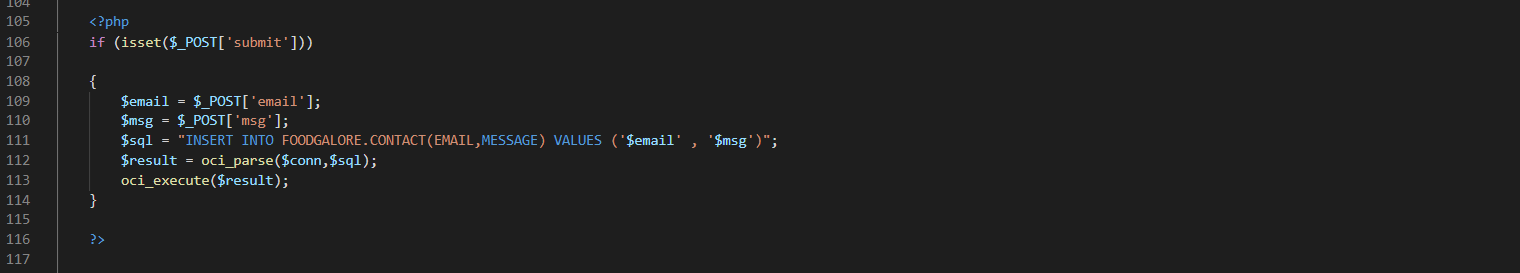 104
105 <?php
106 if (isset($_POST['submit']))
107
108 {
109 $email = $_POST['email'];
110 $msg = $_POST['msg'];
111 $sql = "INSERT INTO FOODGALORE.CONTACT(EMAIL,MESSAGE) VALUES ('$email' , '$msg')";
112 $result = oci_parse($conn,$sql);
113 oci_execute($result);
114 }
115
116 ?>
117